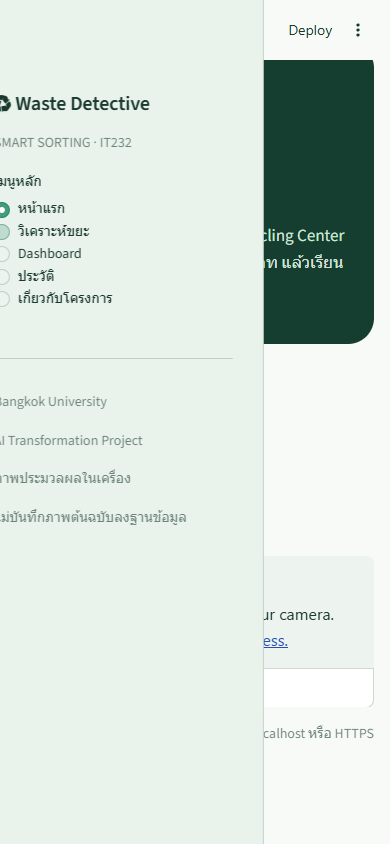 Deploy
Waste Detective
SMART SORTING · IT232
เมนูหลัก
หน้าแรก
วิเคราะห์ขยะ
Dashboard
ประวัติ
เกี่ยวกับโครงการ
Bangkok University
AI Transformation Project
ภาพประมวลผลในเครื่อง
ไม่บันทึกภาพต้นฉบับลงฐานข้อมูล
cling Center
แล้วเรียน
ur camera.
ess.
calhost หรือ HTTPS